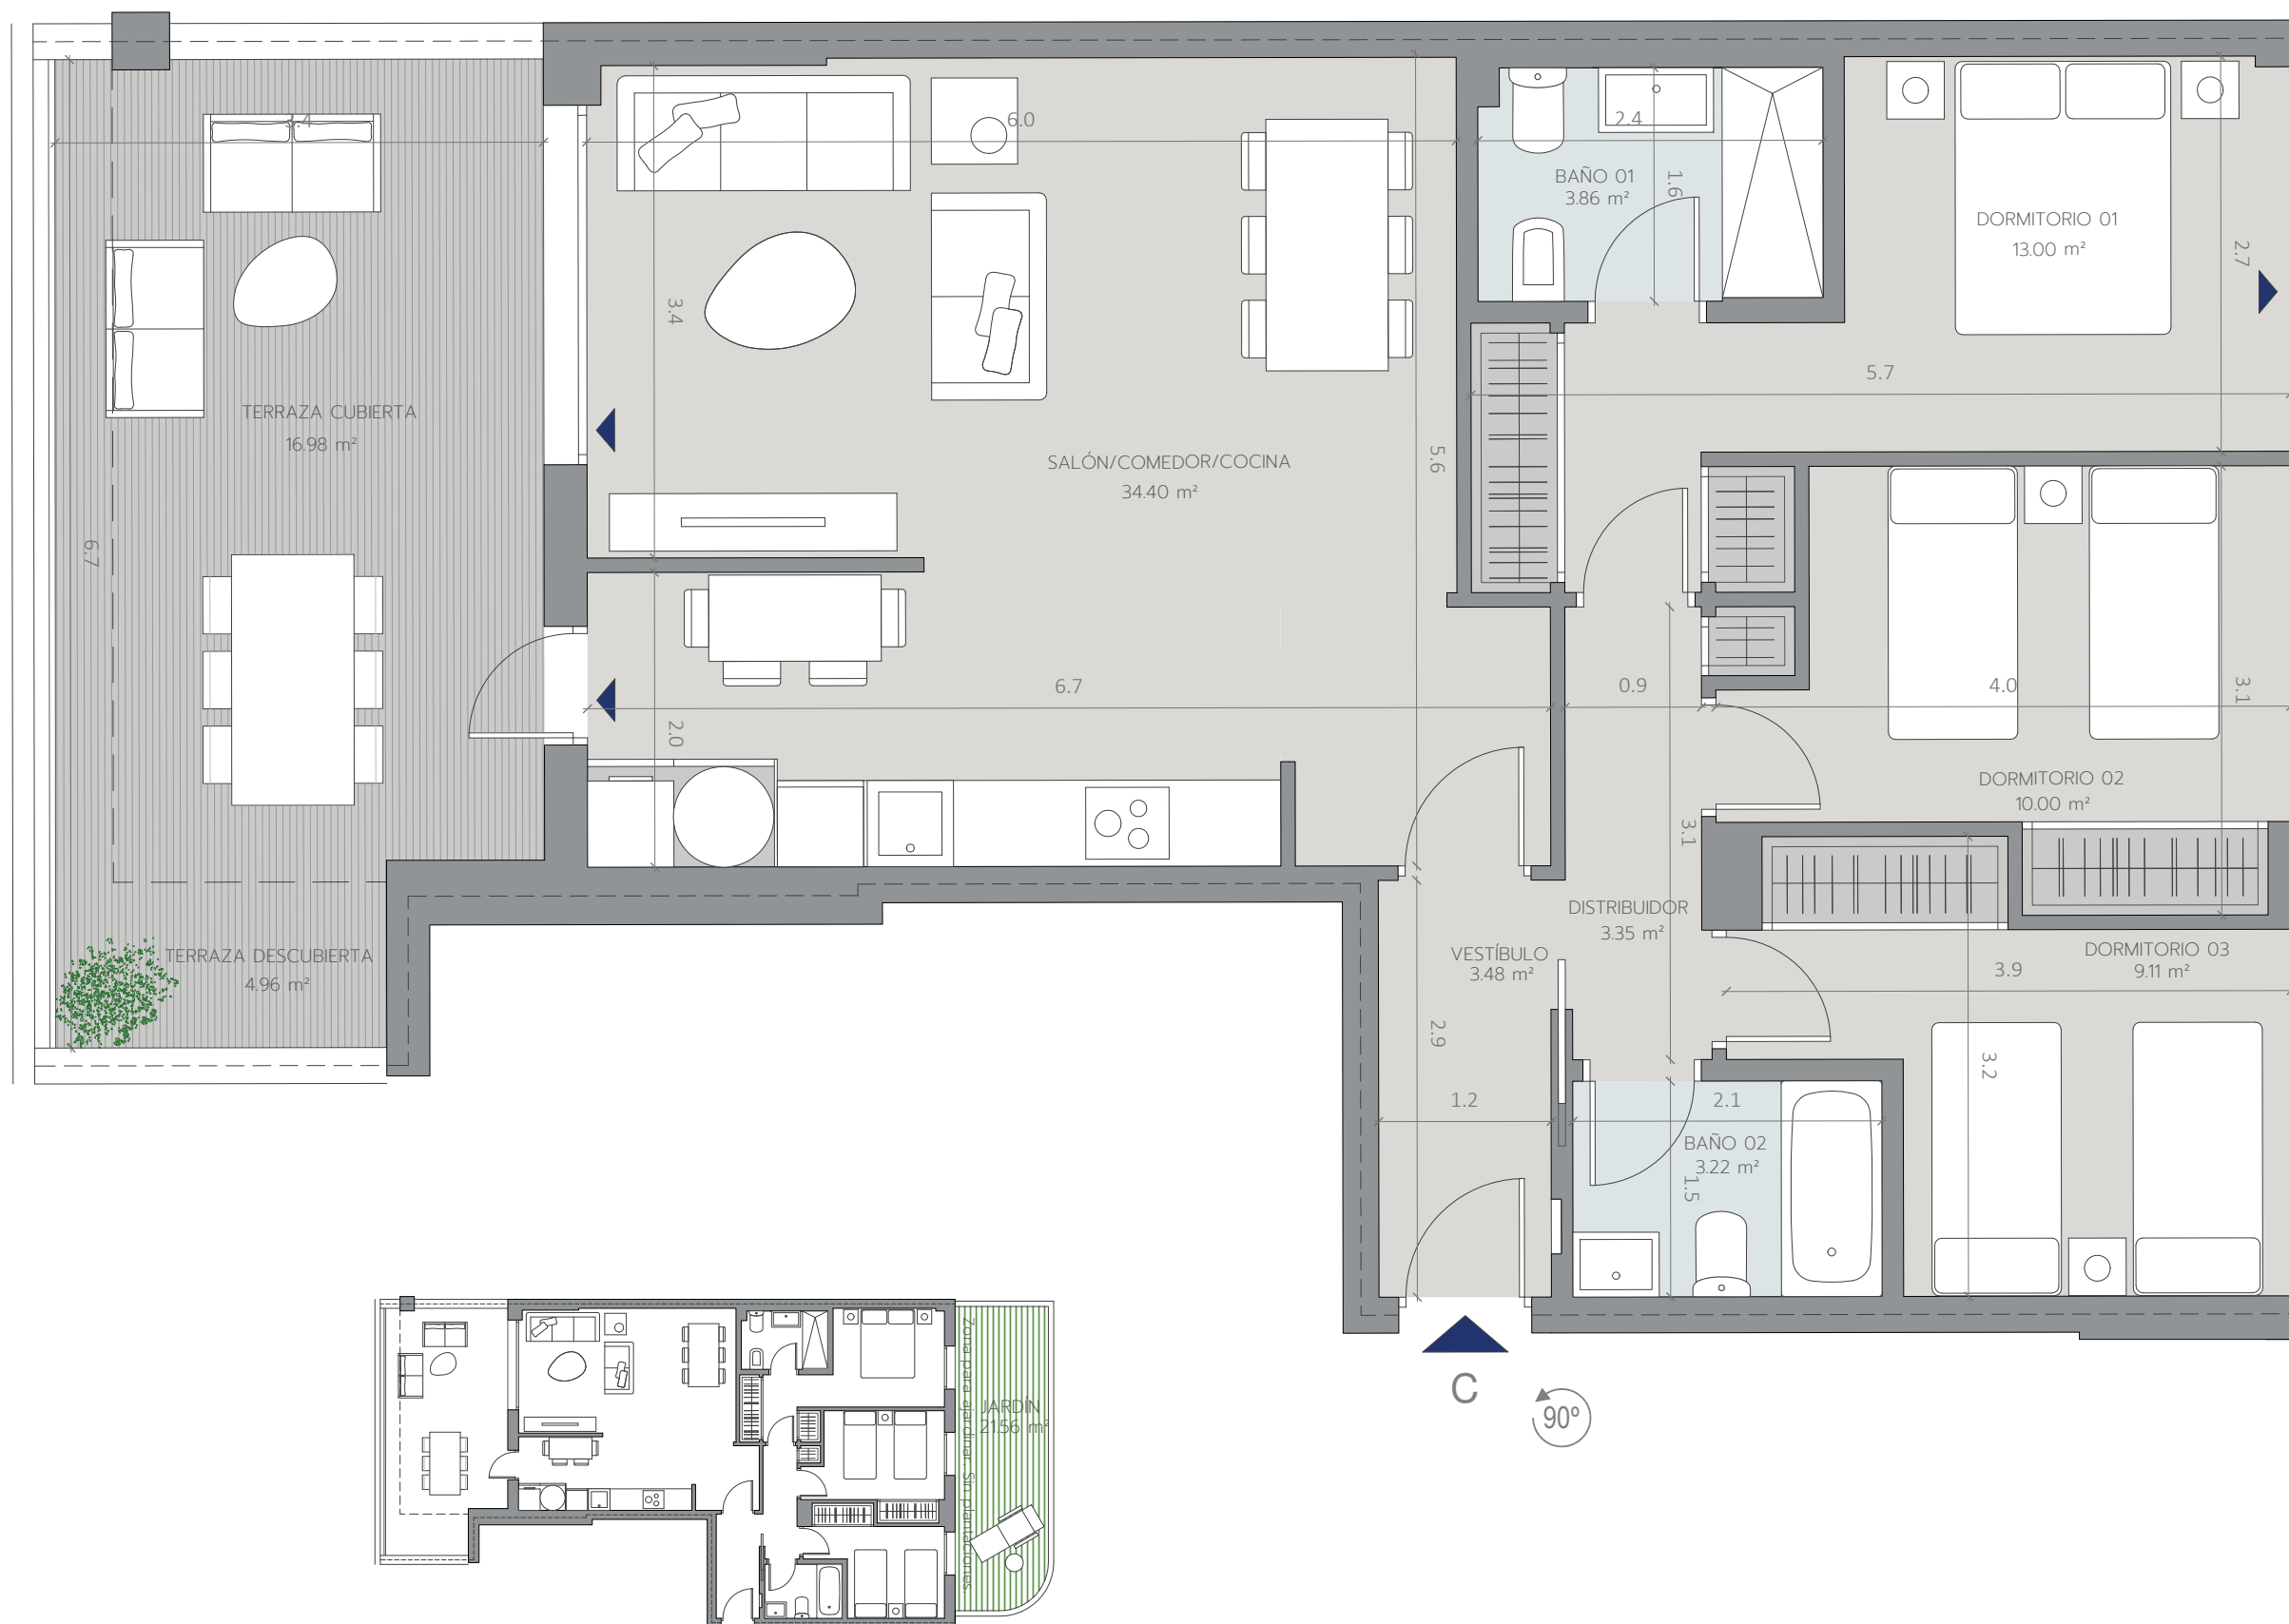 3.4
6.0
2.4
BAÑO 01
3.86 m²
1.6
DORMITORIO 01
13.00 m²
2.7
3.4
5.7
TERRAZA CUBIERTA
16.98 m²
SALÓN/COMEDOR/COCINA
34.40 m²
5.6
6.7
6.7
0.9
4.0
3.1
2.0
DORMITORIO 02
10.00 m²
3.1
DISTRIBUIDOR
3.35 m²
VESTÍBULO
3.48 m²
DORMITORIO 03
9.11 m²
3.9
TERRAZA DESCUBIERTA
4.96 m²
2.9
3.2
1.2
2.1
BAÑO 02
3.22 m²
1.5
C
90º
JARDÍN
21.56 m²
Zona para ajardinar. Sin plantaciones.